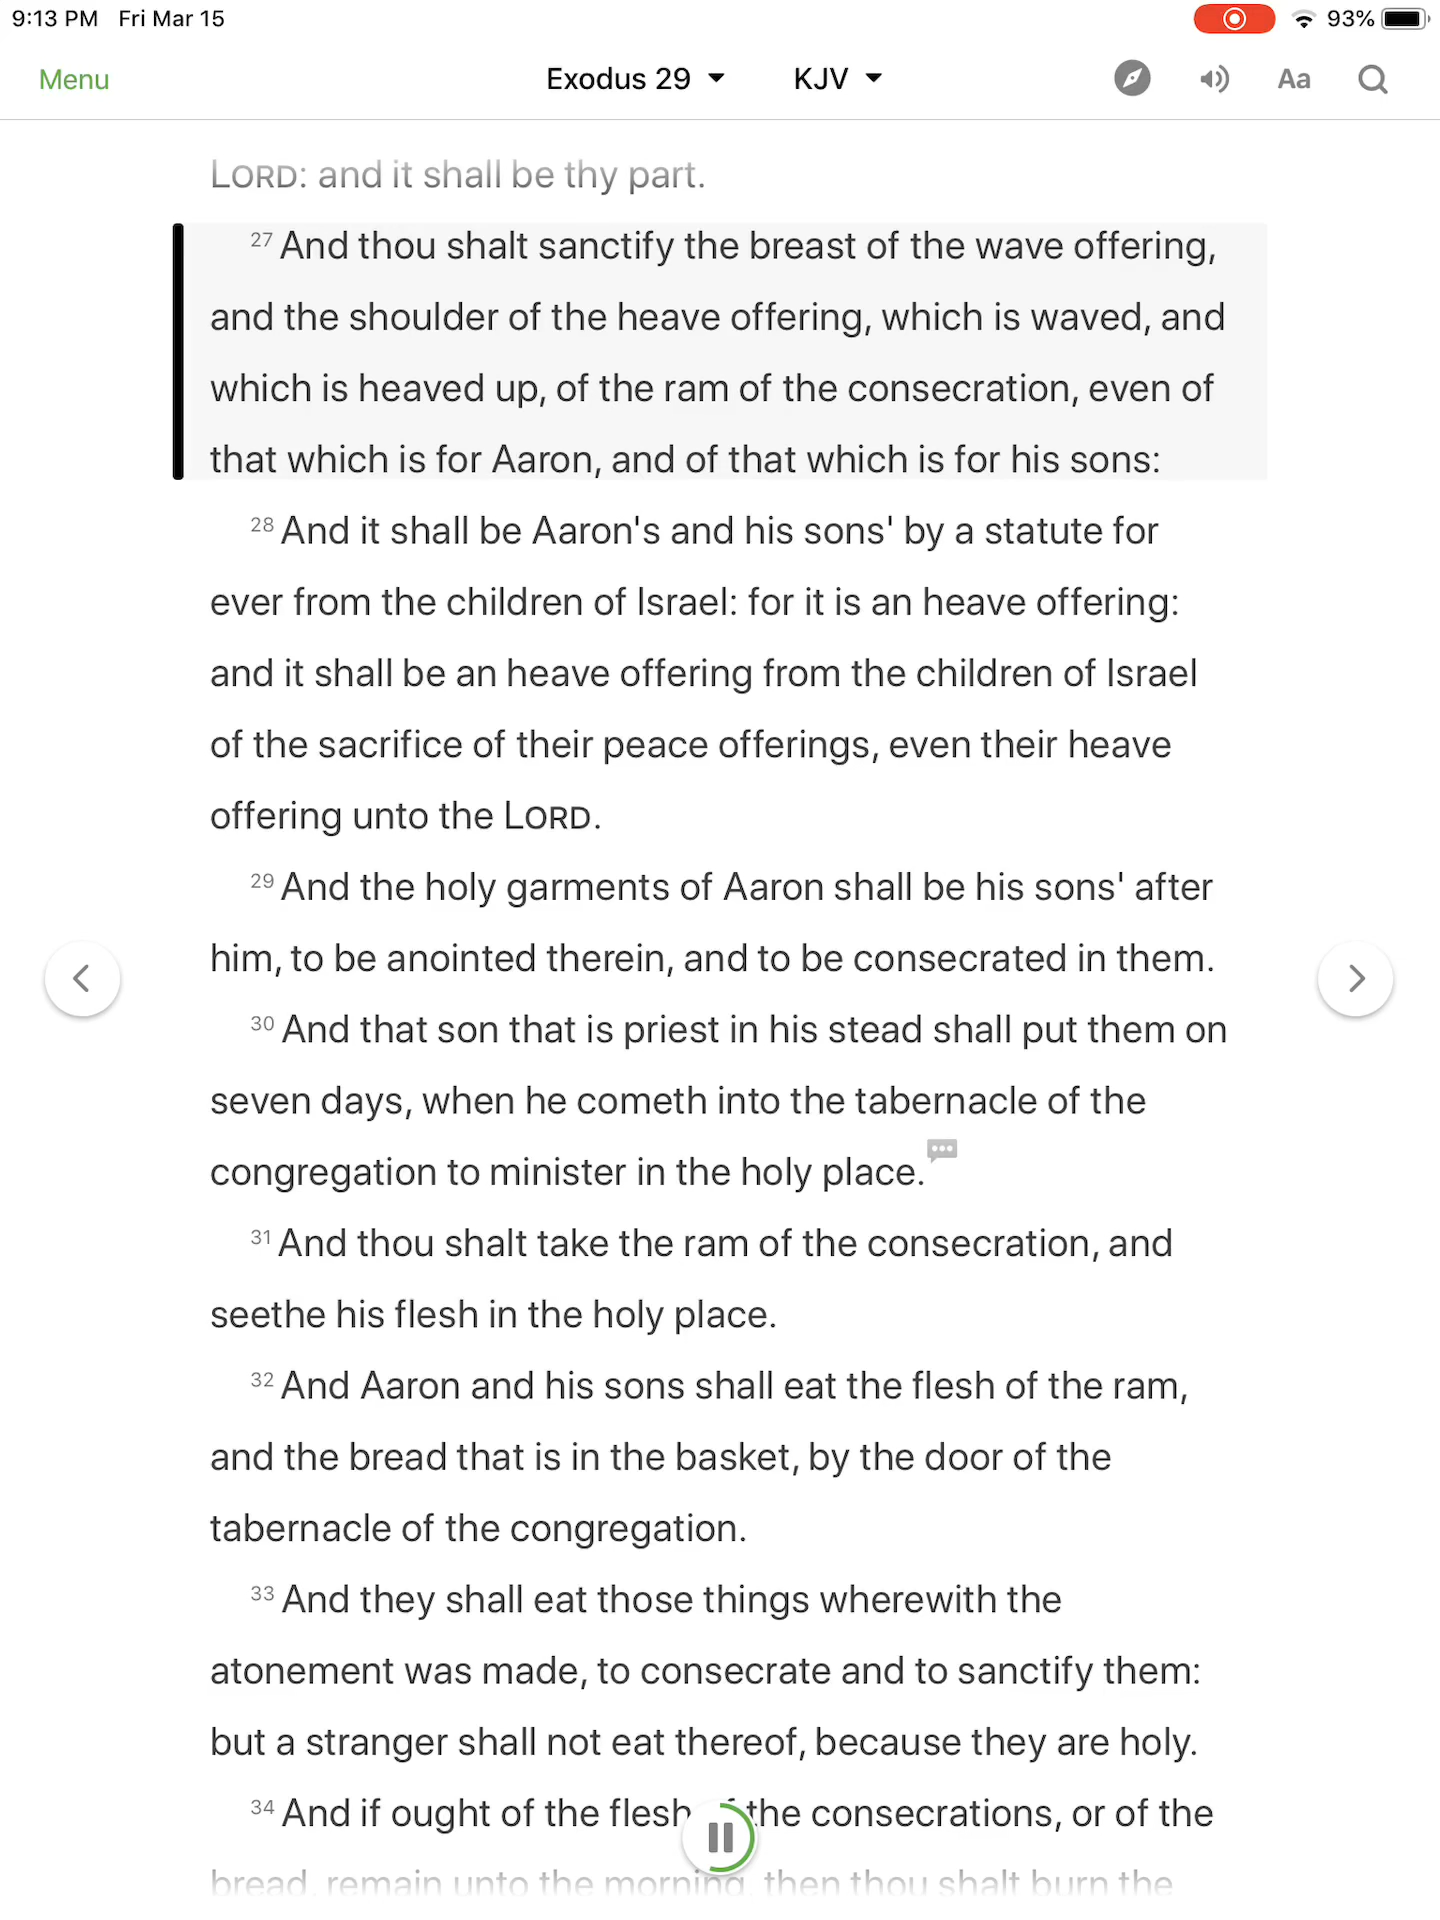 9:13 PM Fri Mar 15 93%
Menu Exodus 29 KJV Aa
LORD: and it shall be thy part.
27 And thou shalt sanctify the breast of the wave offering,
and the shoulder of the heave offering, which is waved, and
which is heaved up, of the ram of the consecration, even of
that which is for Aaron, and of that which is for his sons:
28 And it shall be Aaron's and his sons' by a statute for
ever from the children of Israel: for it is an heave offering:
and it shall be an heave offering from the children of Israel
of the sacrifice of their peace offerings, even their heave
offering unto the LORD.
29 And the holy garments of Aaron shall be his sons' after
him, to be anointed therein, and to be consecrated in them.
30 And that son that is priest in his stead shall put them on
seven days, when he cometh into the tabernacle of the
congregation to minister in the holy place.
31 And thou shalt take the ram of the consecration, and
seethe his flesh in the holy place.
32 And Aaron and his sons shall eat the flesh of the ram,
and the bread that is in the basket, by the door of the
tabernacle of the congregation.
33 And they shall eat those things wherewith the
atonement was made, to consecrate and to sanctify them:
but a stranger shall not eat thereof, because they are holy.
34 And if ought of the flesh the consecrations, or of the
bread, remain unto the morning, then thou shalt burn the